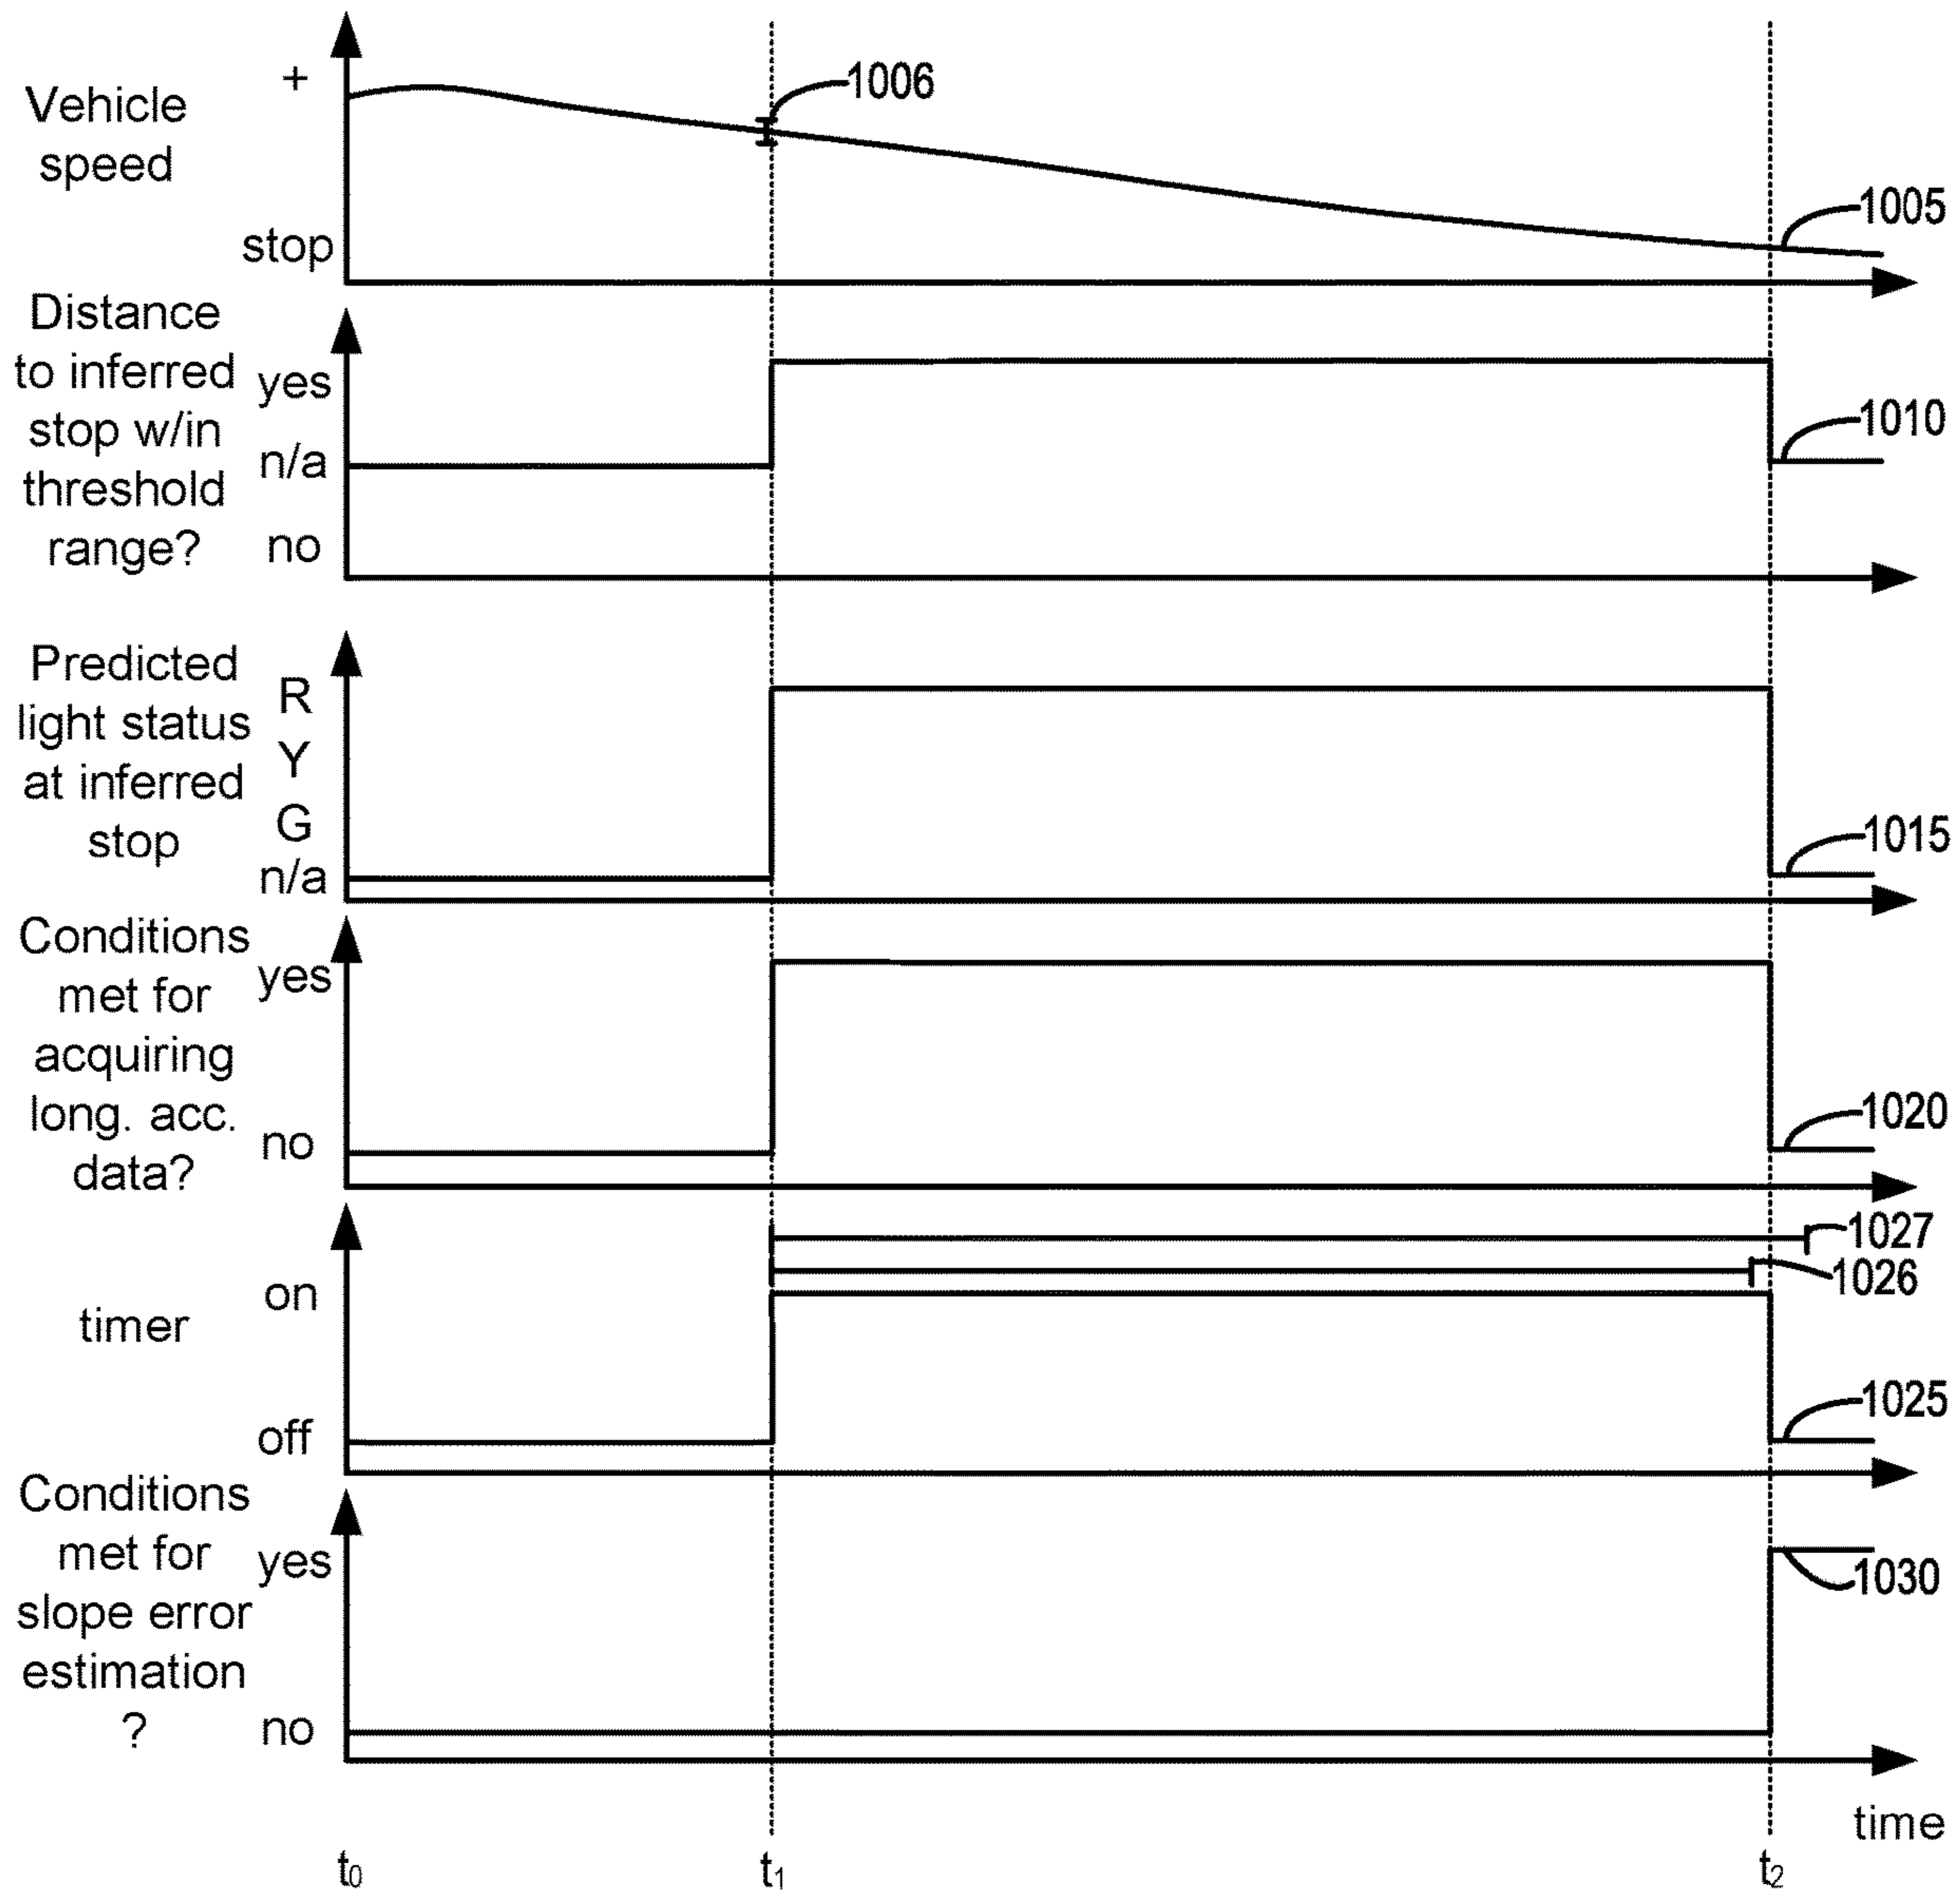 Vehicle
speed
+
stop
1006
1005
Distance
to inferred
stop w/in
threshold
range?
yes
n/a
no
1010
Predicted
light status
at inferred
stop
R
Y
G
n/a
1015
Conditions
met for
acquiring
long. acc.
data?
yes
no
1020
timer
on
off
1027
1026
1025
Conditions
met for
slope error
estimation
?
yes
no
1030
time
t0
t1
t2